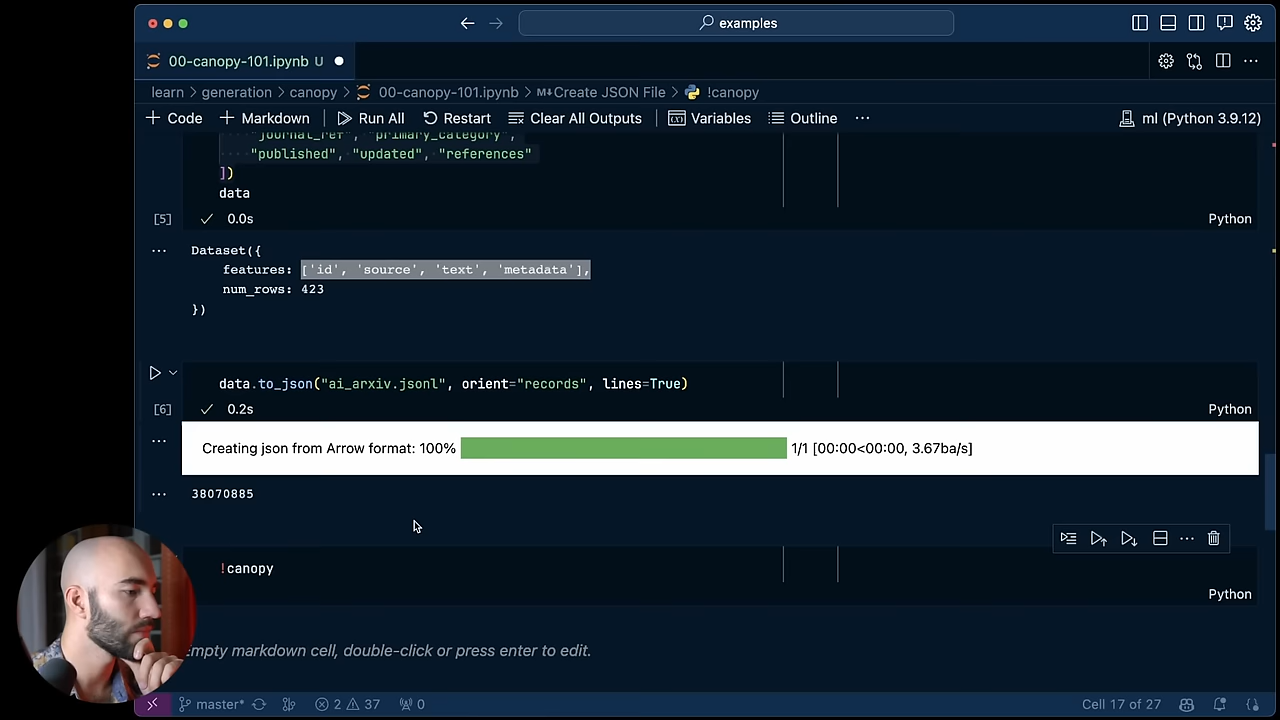 examples
00-canopy-101.ipynb U
learn > generation > canopy > 00-canopy-101.ipynb > M↓Create JSON File > !canopy
+ Code + Markdown Run All Restart Clear All Outputs Variables Outline ... ml (Python 3.9.12)
"journal_ref", "primary_category",
"published", "updated", "references"
])
data
[5] 0.0s Python
... Dataset({
features: ['id', 'source', 'text', 'metadata'],
num_rows: 423
})
data.to_json("ai_arxiv.jsonl", orient="records", lines=True)
[6] 0.2s Python
... Creating json from Arrow format: 100% 1/1 [00:00<00:00, 3.67ba/s]
... 38070885
!canopy
Python
mpty markdown cell, double-click or press enter to edit.
master* 2 37 0 Cell 17 of 27